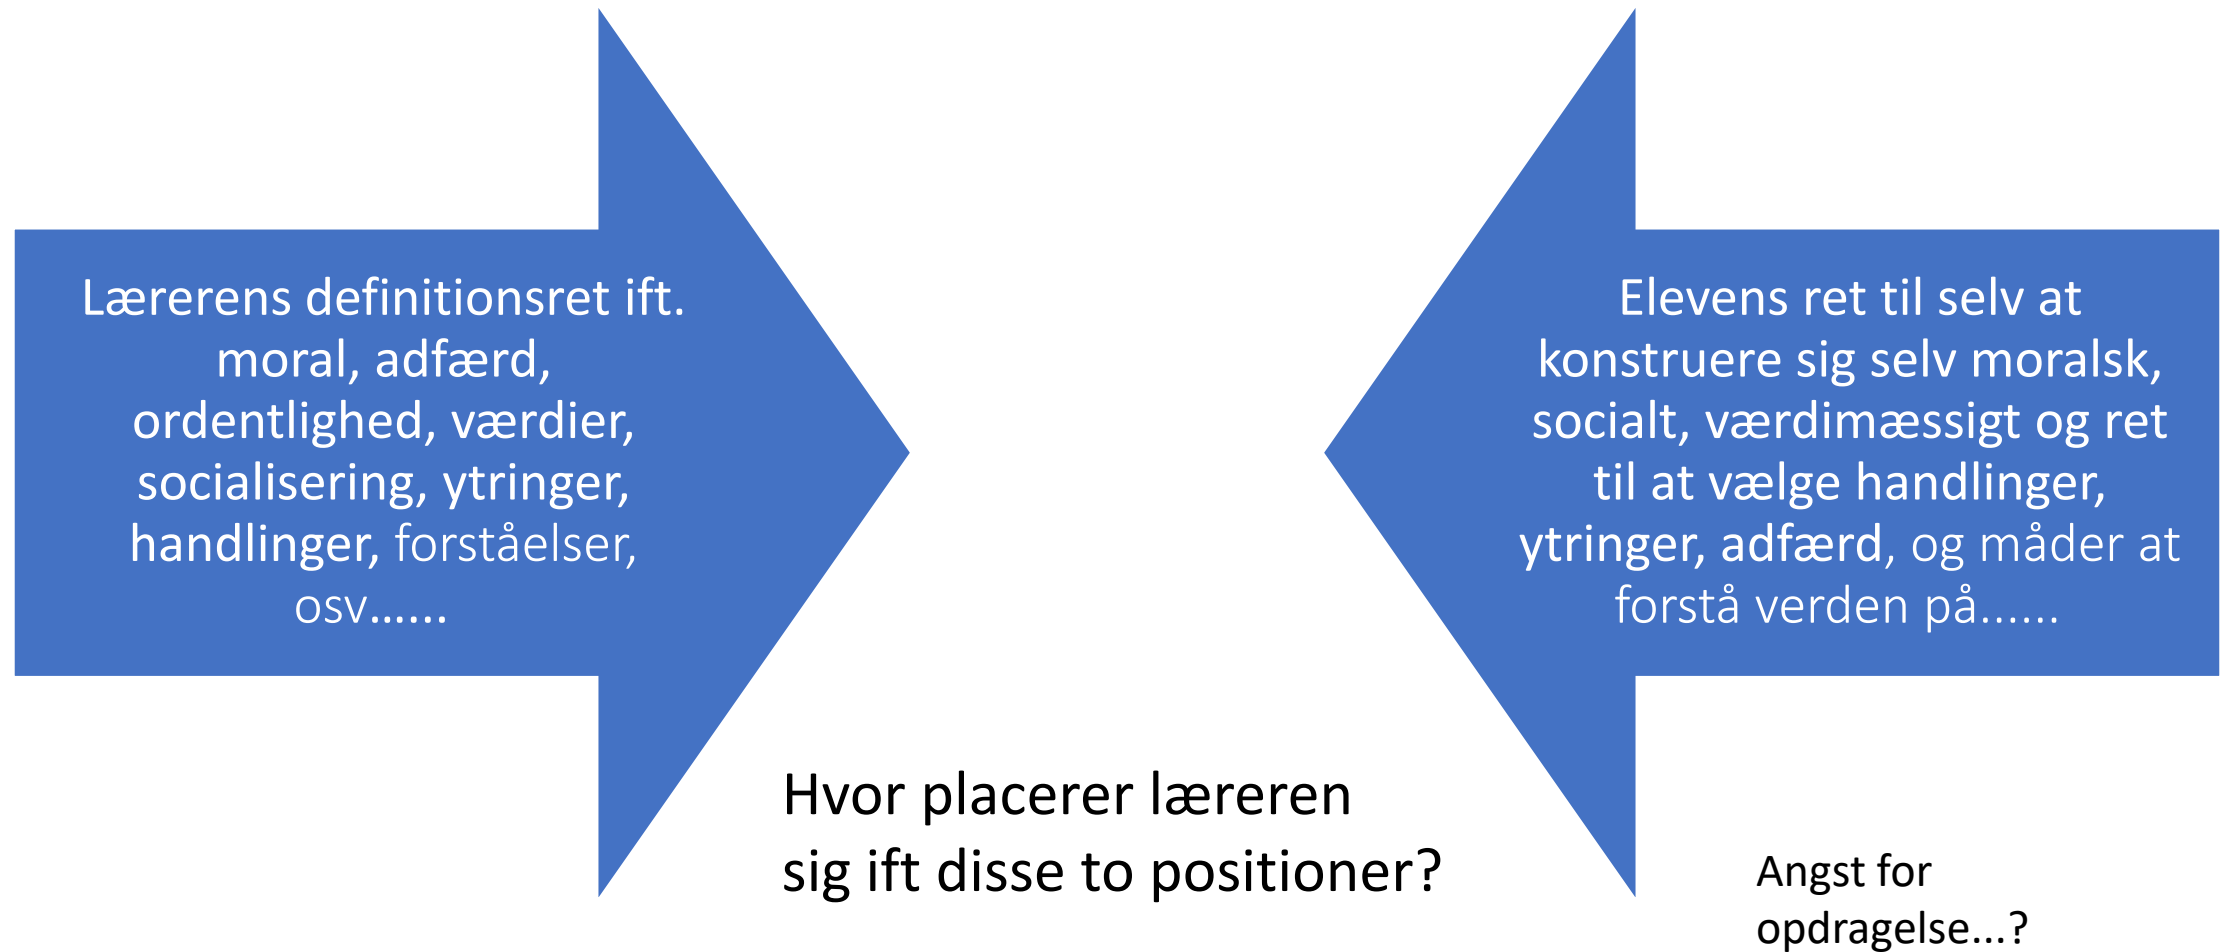 Lærerens definitionsret ift.
moral, adfærd,
ordentlighed, værdier,
socialisering, ytringer,
handlinger, forståelser,
osv......
Elevens ret til selv at
konstruere sig selv moralsk,
socialt, værdimæssigt og ret
til at vælge handlinger,
ytringer, adfærd, og måder at
forstå verden på......
Hvor placerer læreren
sig ift disse to positioner?
Angst for
opdragelse...?